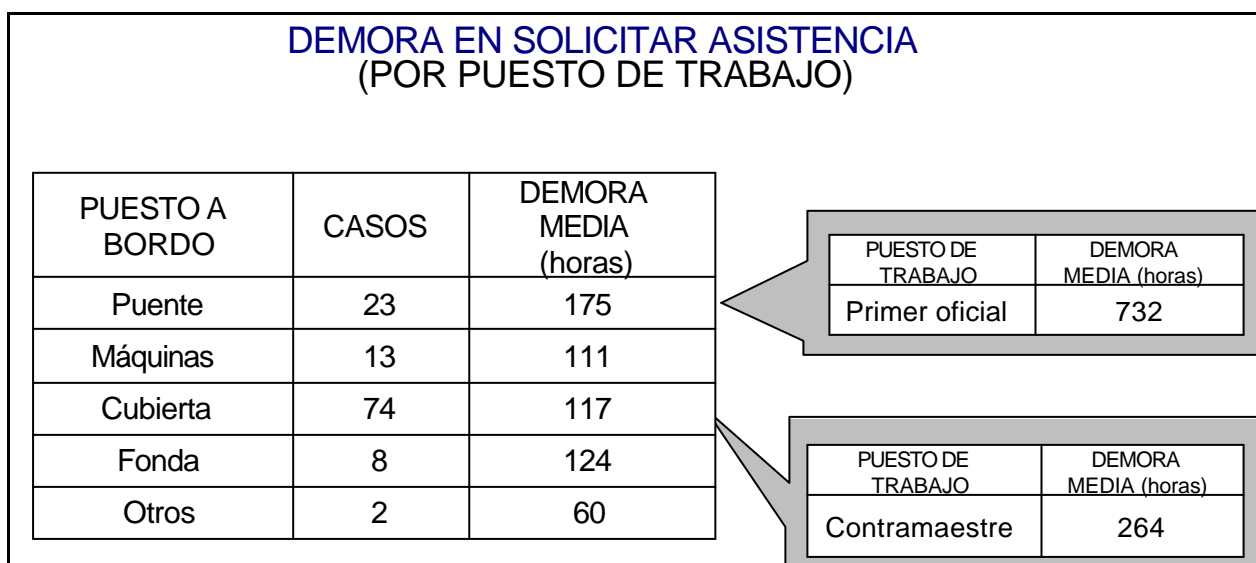 DEMORA EN SOLICITAR ASISTENCIA
(POR PUESTO DE TRABAJO)
PUESTO A
BORDO
CASOS
DEMORA
MEDIA
(horas)
Puente 23 175
Máquinas 13 111
Cubierta 74 117
Fonda 8 124
Otros 2 60
PUESTO DE
TRABAJO
DEMORA
MEDIA (horas)
Primer oficial 732
PUESTO DE
TRABAJO
DEMORA
MEDIA (horas)
Contramaestre 264